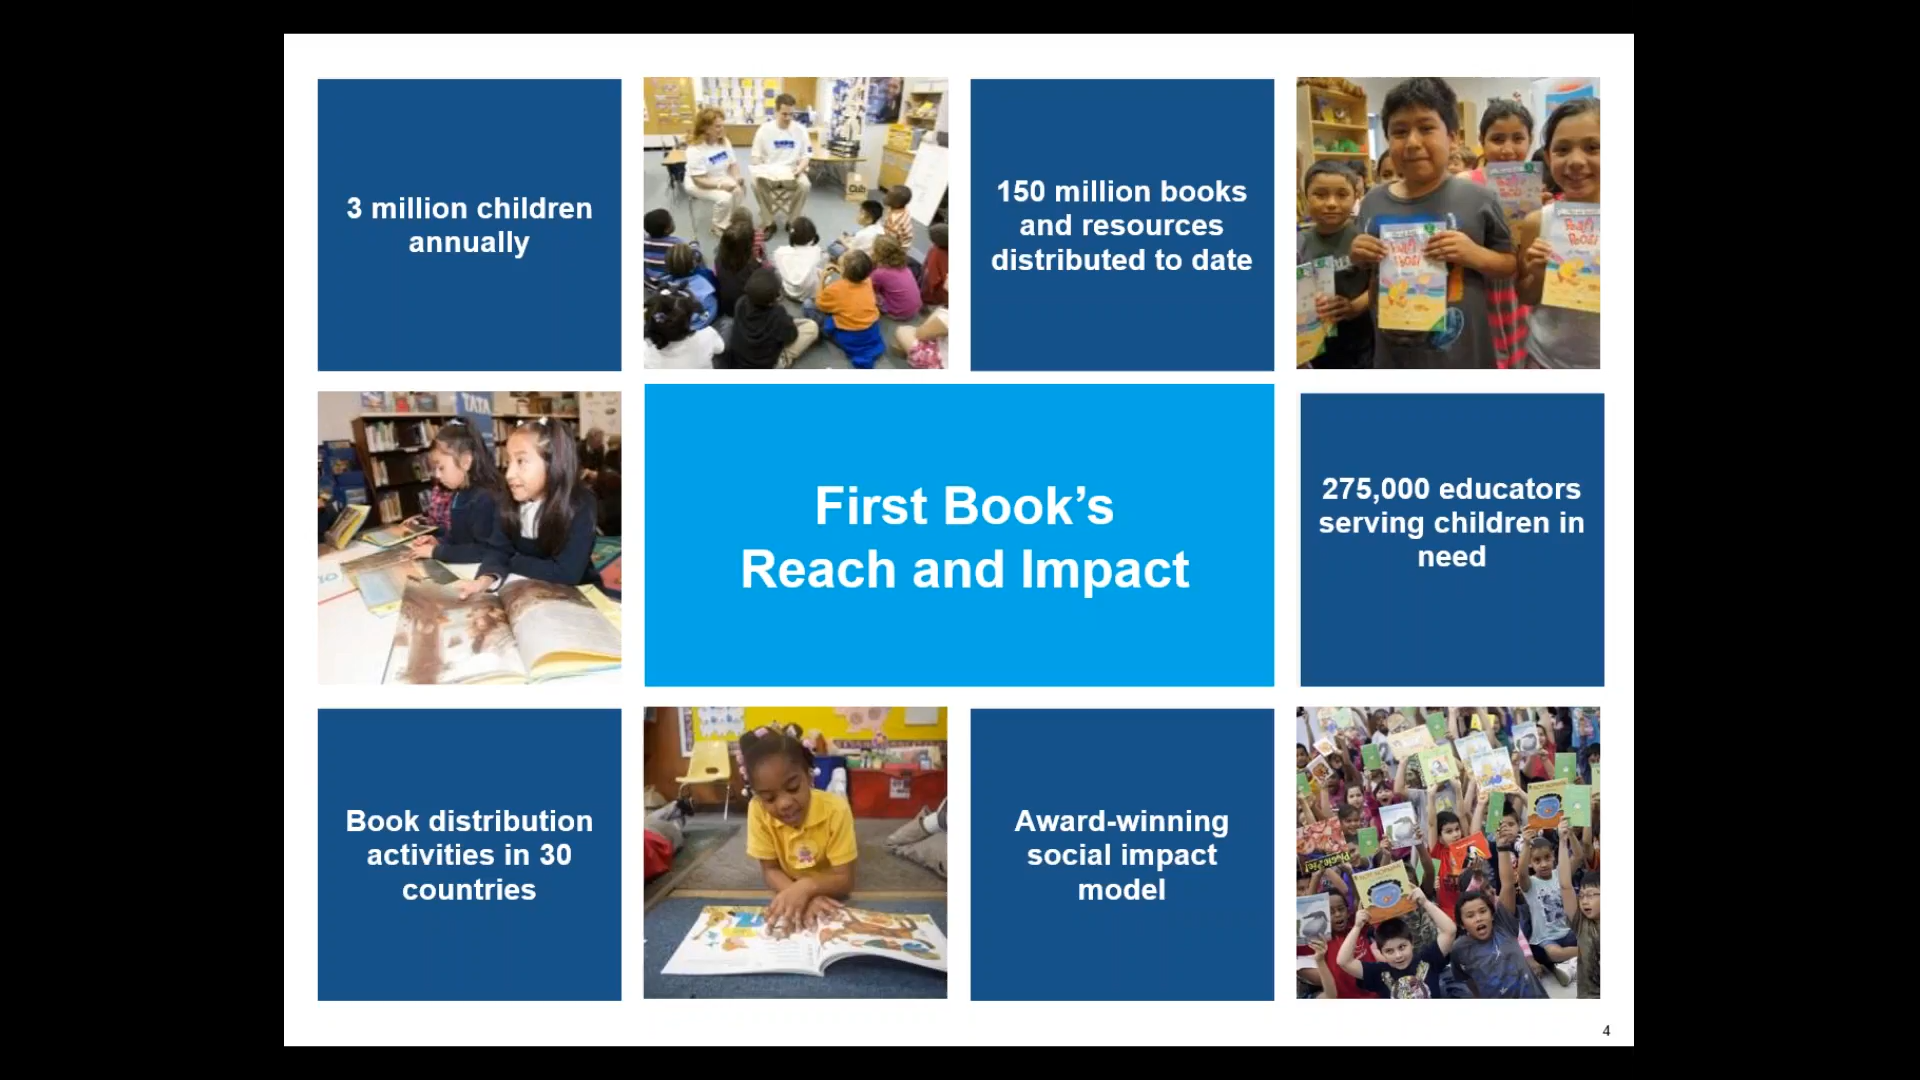 3 million children
annually
150 million books
and resources
distributed to date
TATA
First Book’s
Reach and Impact
275,000 educators
serving children in
need
Book distribution
activities in 30
countries
Award-winning
social impact
model
4